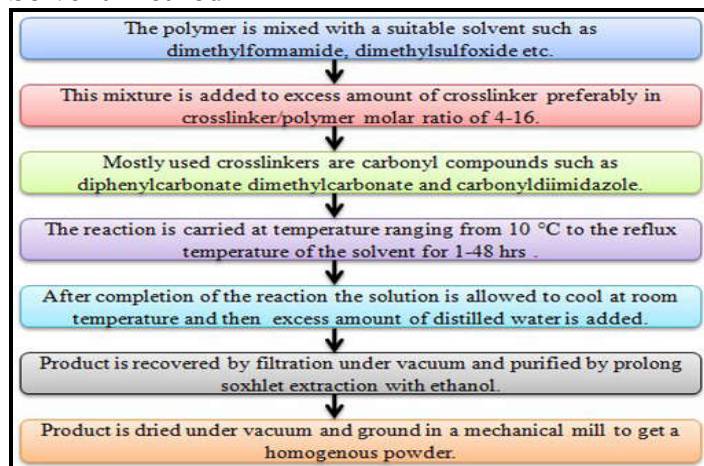 The polymer is mixed with a suitable solvent such as
dimethylformamide, dimethylsulfoxide etc.
This mixture is added to excess amount of crosslinker preferably in
crosslinker/polymer molar ratio of 4-16.
Mostly used crosslinkers are carbonyl compounds such as
diphenylcarbonate dimethylcarbonate and carbonyldiimidazole.
The reaction is carried at temperature ranging from 10 °C to the reflux
temperature of the solvent for 1-48 hrs .
After completion of the reaction the solution is allowed to cool at room
temperature and then excess amount of distilled water is added.
Product is recovered by filtration under vacuum and purified by prolong
soxhlet extraction with ethanol.
Product is dried under vacuum and ground in a mechanical mill to get a
homogenous powder.